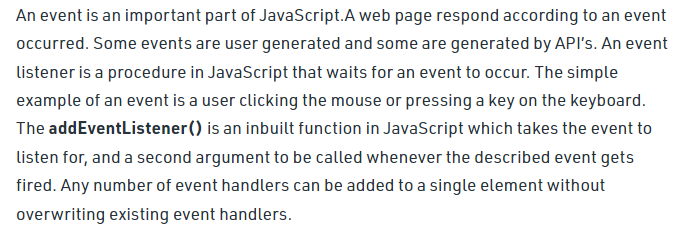 An event is an important part of JavaScript.A web page respond according to an event
occurred. Some events are user generated and some are generated by API's. An event
listener is a procedure in JavaScript that waits for an event to occur. The simple
example of an event is a user clicking the mouse or pressing a key on the keyboard.
The addEventListener() is an inbuilt function in JavaScript which takes the event to
listen for, and a second argument to be called whenever the described event gets
fired. Any number of event handlers can be added to a single element without
overwriting existing event handlers.